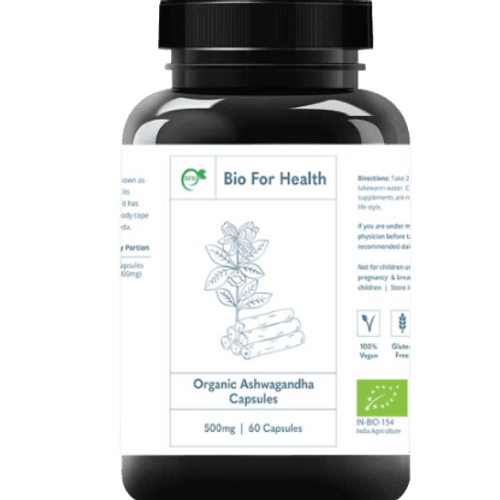 Bio For Health
Organic Ashwagandha
Capsules
500mg | 60 Capsules
nown as
its
it has
ody cope
da.
y Portion
apsules
00mg)
Directions: Take 2
lukewarm water. C
supplements are n
life style.
If you are under m
physician before t
recommended dai
Not for children u
pregnancy & brea
children | Store i
100%
Vegan
Glute
Free
IN-BIO-154
India Agriculture